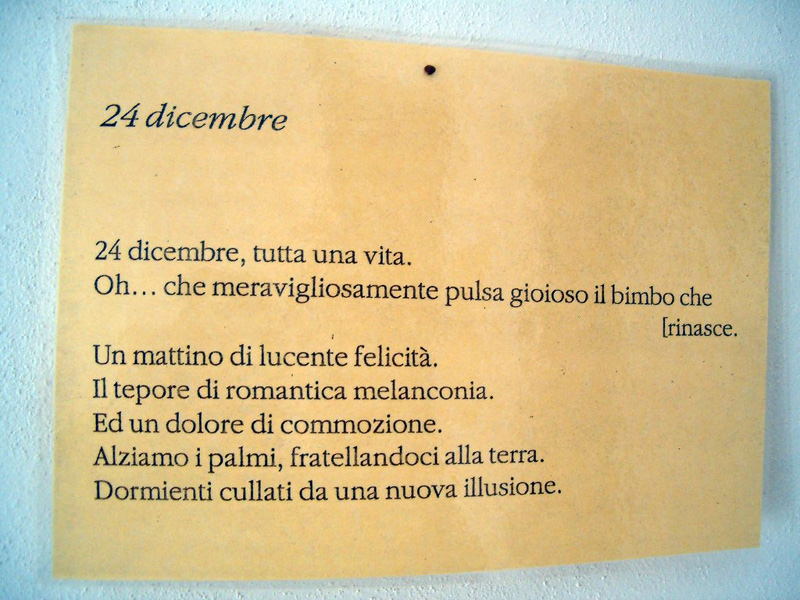 24 dicembre
24 dicembre, tutta una vita.
Oh... che meravigliosamente pulsa gioioso il bimbo che
[rinasce.
Un mattino di lucente felicità.
Il tepore di romantica melanconia.
Ed un dolore di commozione.
Alziamo i palmi, fratellandoci alla terra.
Dormienti cullati da una nuova illusione.